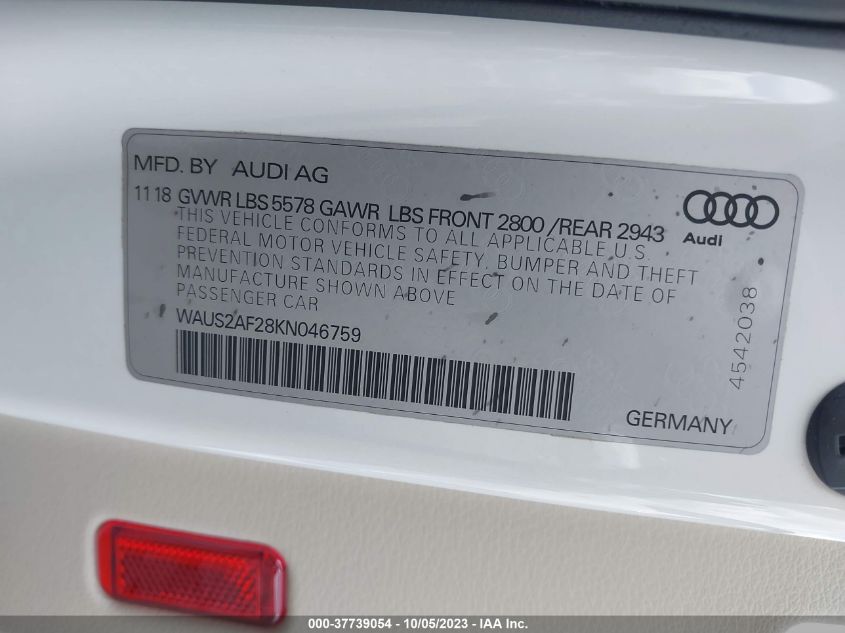 MFD. BY AUDI AG
11 18 GVWR LBS 5578 GAWR LBS FRONT 2800 /REAR 2943
THIS VEHICLE CONFORMS TO ALL APPLICABLE U.S.
FEDERAL MOTOR VEHICLE SAFETY, BUMPER AND THEFT
PREVENTION STANDARDS IN EFFECT ON THE DATE OF
MANUFACTURE SHOWN ABOVE
PASSENGER CAR
WAUS2AF28KN046759
Audi
4542038
GERMANY
000-37739054 - 10/05/2023 - IAA Inc.